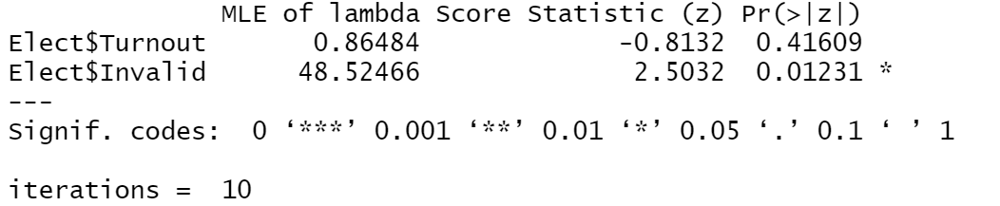 MLE of lambda Score Statistic (z) Pr(>|z|)
Elect$Turnout 0.86484 -0.8132 0.41609
Elect$Invalid 48.52466 2.5032 0.01231 *
---
Signif. codes: 0 ‘***’ 0.001 ‘**’ 0.01 ‘*’ 0.05 ‘.’ 0.1 ‘ ’ 1
iterations = 10